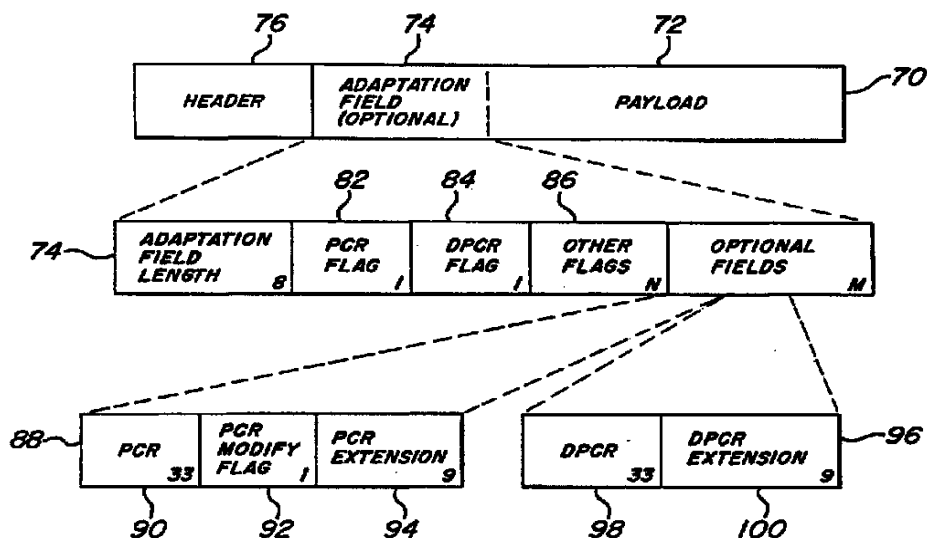 76
74
72
HEADER
ADAPTATION
FIELD
(OPTIONAL)
PAYLOAD
70
82
84
86
74
ADAPTATION
FIELD
LENGTH
8
PCR
FLAG
1
DPCR
FLAG
1
OTHER
FLAGS
N
OPTIONAL
FIELDS
M
88
PCR
33
PCR
MODIFY
FLAG
1
PCR
EXTENSION
9
DPCR
33
DPCR
EXTENSION
9
96
90
92
94
98
100